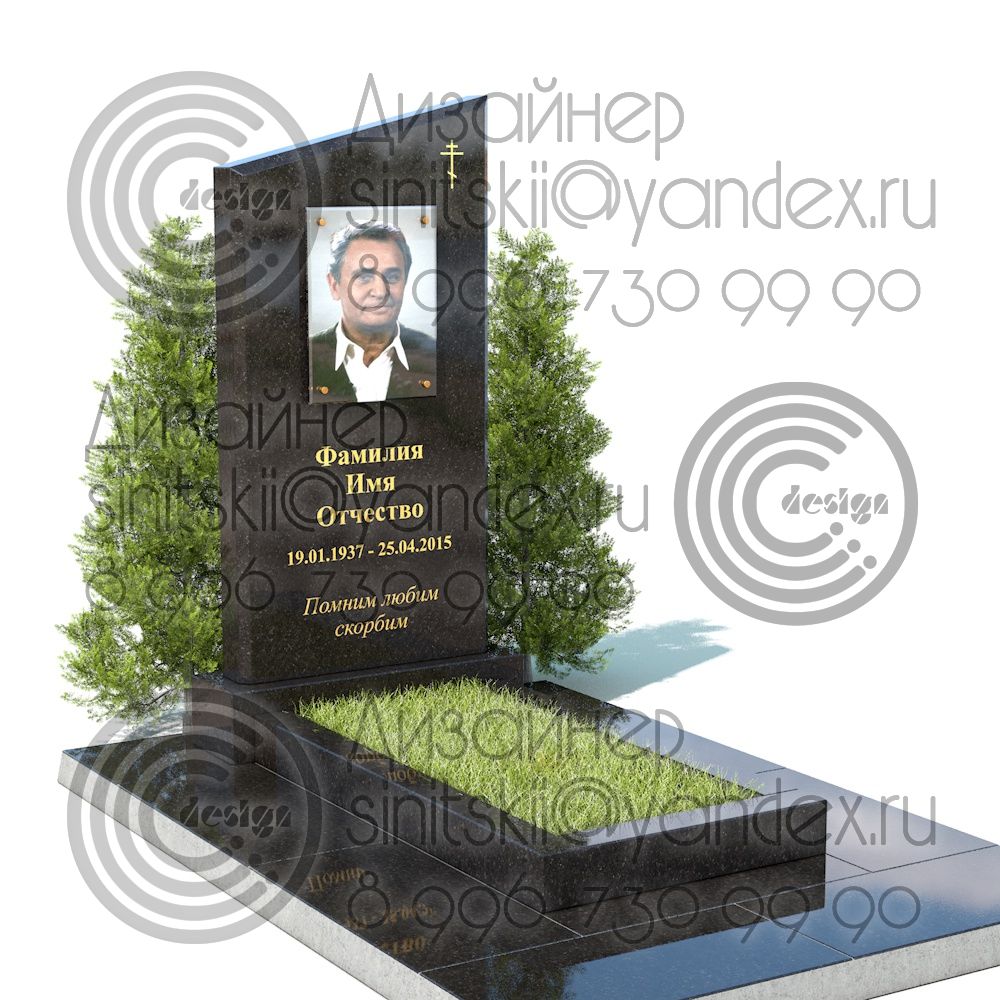 Дизайнер
sinitskii@yandex.ru
8 996 730 99 90
design
Фамилия
Имя
Отчество
19.01.1937 - 25.04.2015
Помним любим
скорбим
Дизайнер
sinitskii@yandex.ru
8 996 730 99 90
design
Дизайнер
sinitskii@yandex.ru
8 996 730 99 90
design